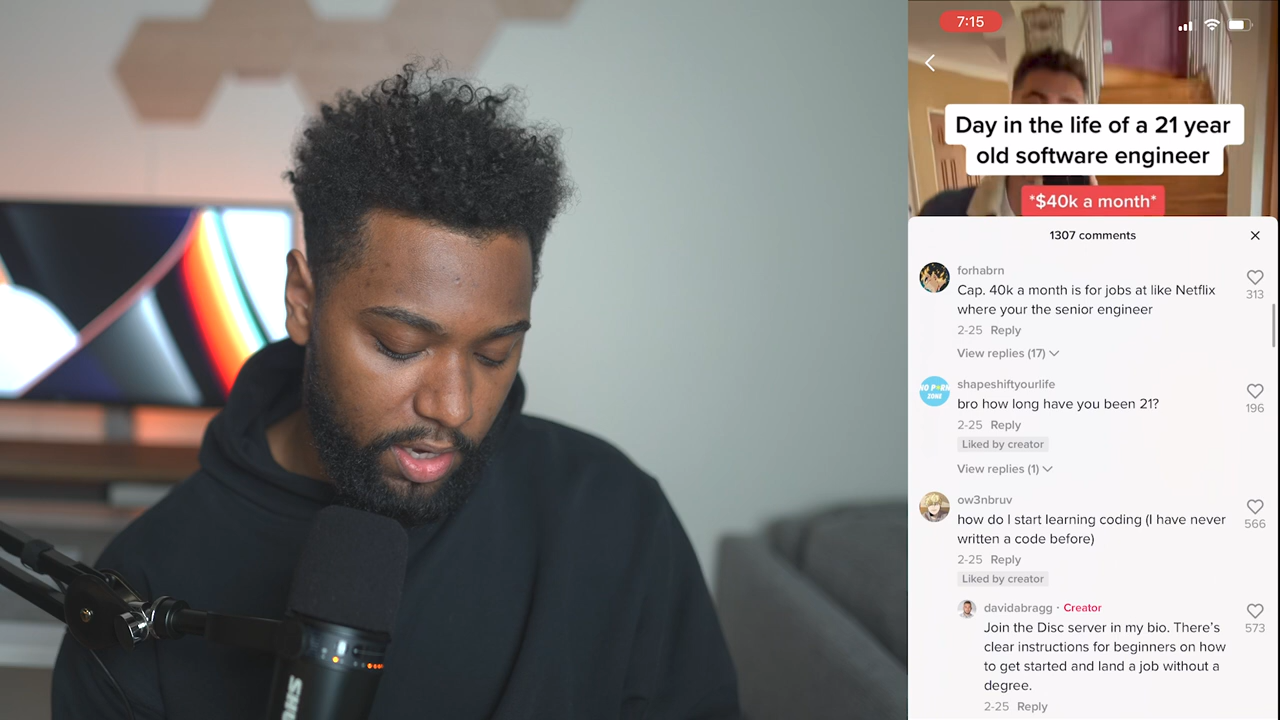 7:15
Day in the life of a 21 year
old software engineer
*$40k a month*
1307 comments
forhabrn
Cap. 40k a month is for jobs at like Netflix
where your the senior engineer
313
2-25 Reply
View replies (17)
NO P*RN
ZONE
shapeshiftyourlife
bro how long have you been 21?
196
2-25 Reply
Liked by creator
View replies (1)
ow3nbruv
how do I start learning coding (I have never
written a code before)
566
2-25 Reply
Liked by creator
davidabragg · Creator
Join the Disc server in my bio. There's
clear instructions for beginners on how
to get started and land a job without a
degree.
573
2-25 Reply